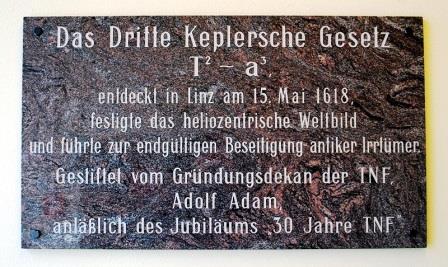 Das Dritte Keplersche Gesetz
T² ~ a³,
entdeckt in Linz am 15. Mai 1618,
festigte das heliozentrische Weltbild
und führte zur endgültigen Beseitigung antiker Irrtümer.
Gestiftet vom Gründungsdekan der TNF,
Adolf Adam,
anläßlich des Jubiläums „30 Jahre TNF"